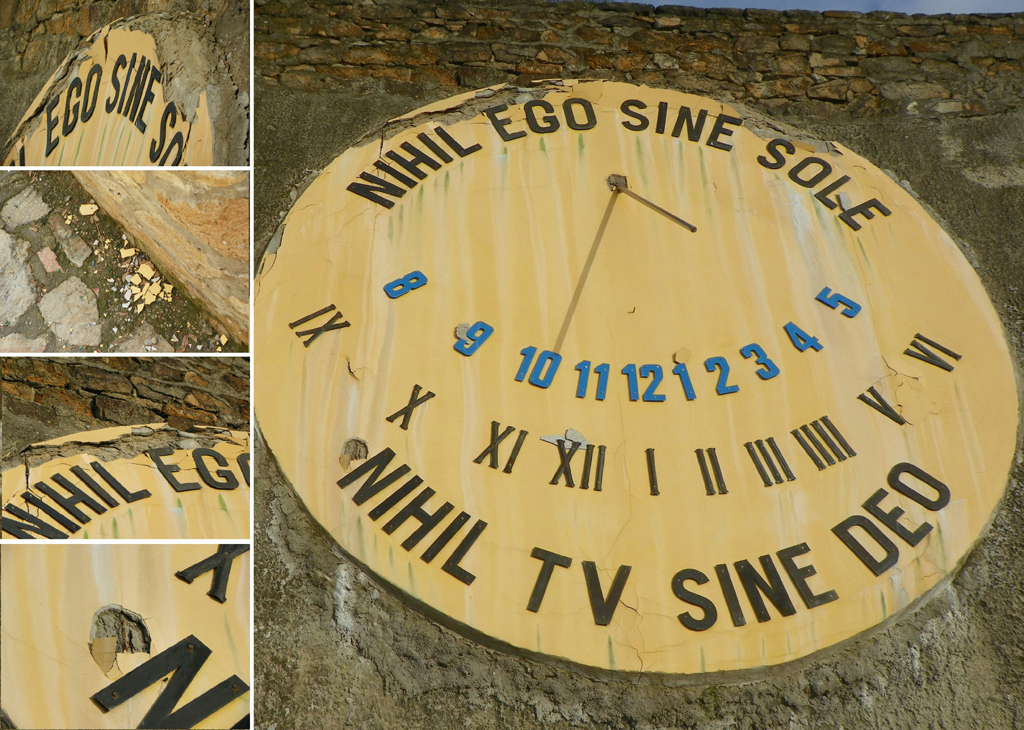 EGO SINE SO
NIHIL EGO
N
X
NIHIL EGO SINE SOLE
8 9 10 11 12 1 2 3 4 5
IX X XI XII I II III IIII V VI
NIHIL TV SINE DEO